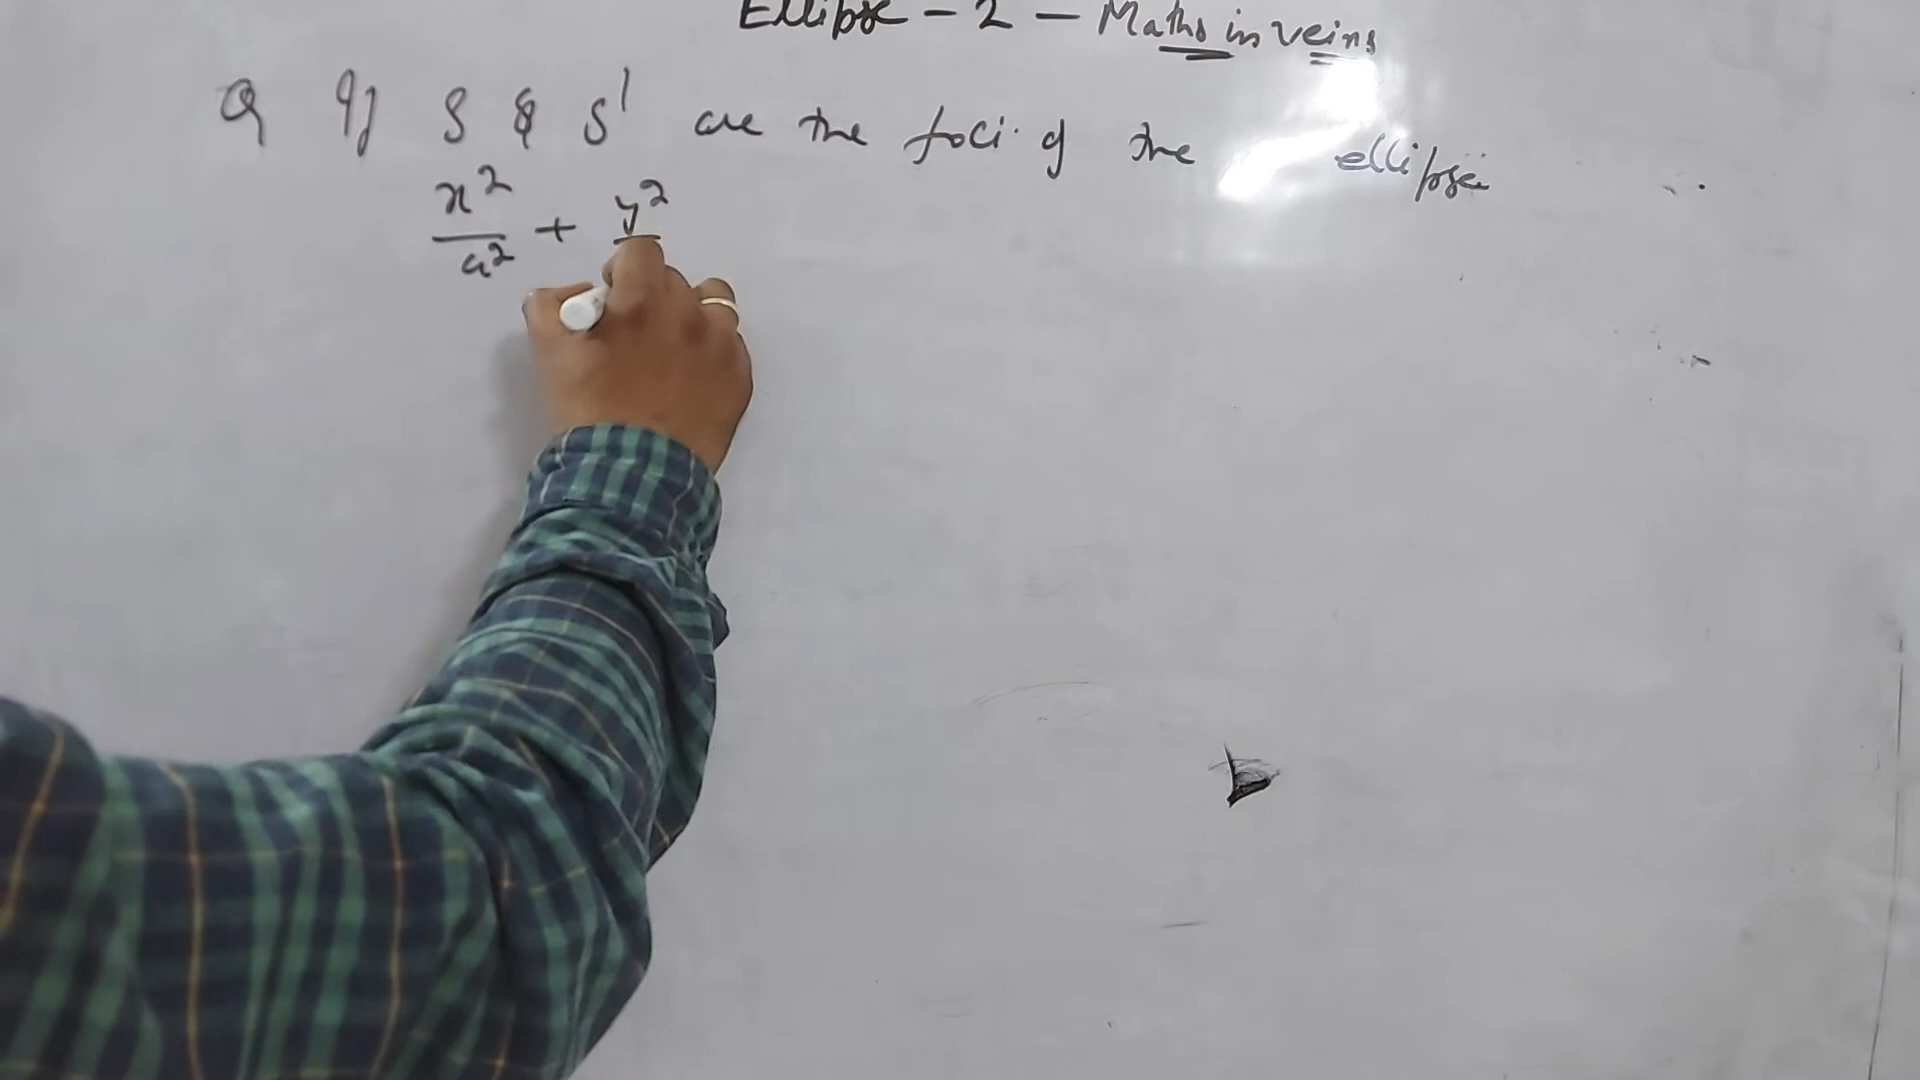 Ellipse - 2 - Maths in veins
Q If S & S' are the foci of the ellipse
x²/a² + y²